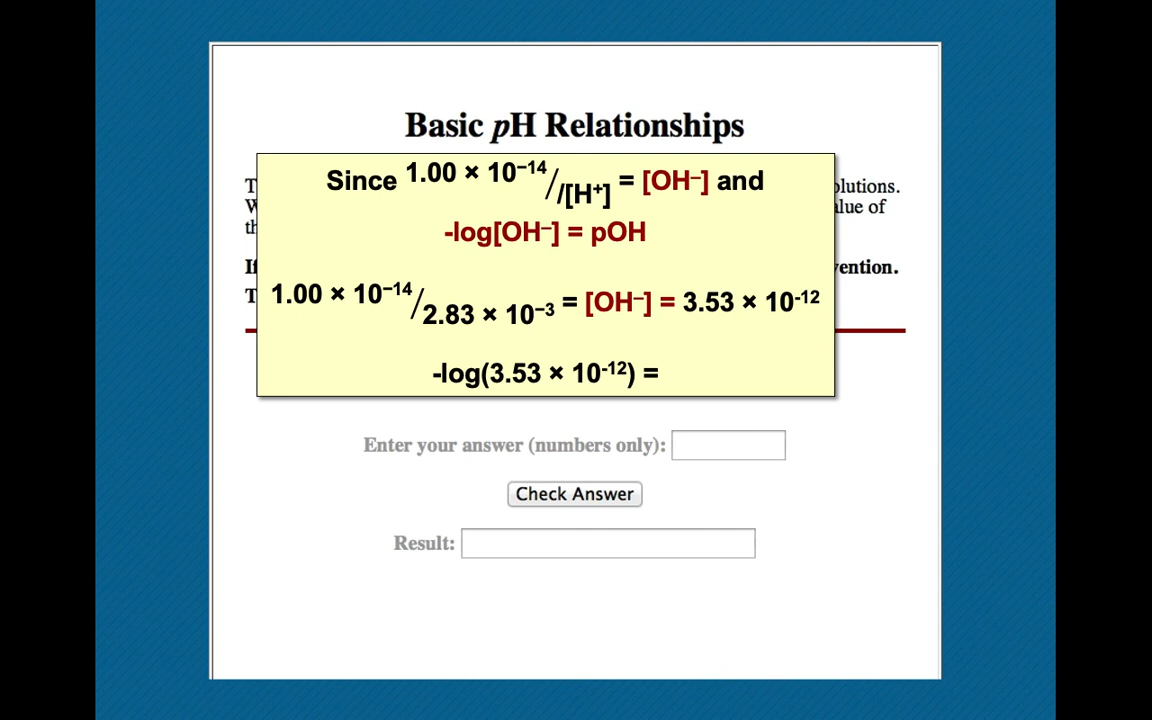 Basic pH Relationships
Since 1.00 × 10⁻¹⁴//[H⁺] = [OH⁻] and
-log[OH⁻] = pOH
1.00 × 10⁻¹⁴/2.83 × 10⁻³ = [OH⁻] = 3.53 × 10⁻¹²
-log(3.53 × 10⁻¹²) =
Enter your answer (numbers only):
Check Answer
Result: